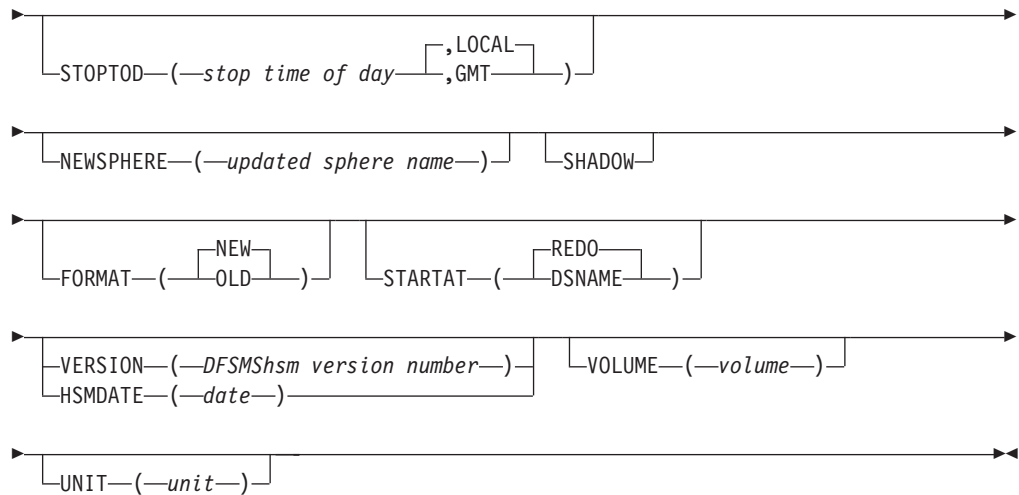 ,LOCAL
STOPTOD ( stop time of day ,GMT )
NEWSPHERE ( updated sphere name ) SHADOW
NEW REDO
FORMAT ( OLD ) STARTAT ( DSNAME )
VERSION ( DFSMShsm version number ) VOLUME ( volume )
HSMDATE ( date )
UNIT ( unit )